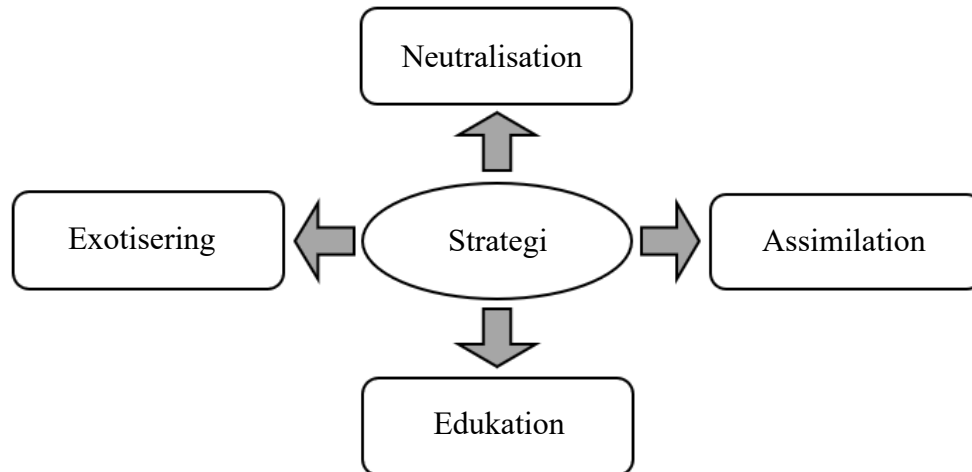 Neutralisation
Exotisering
Strategi
Assimilation
Edukation